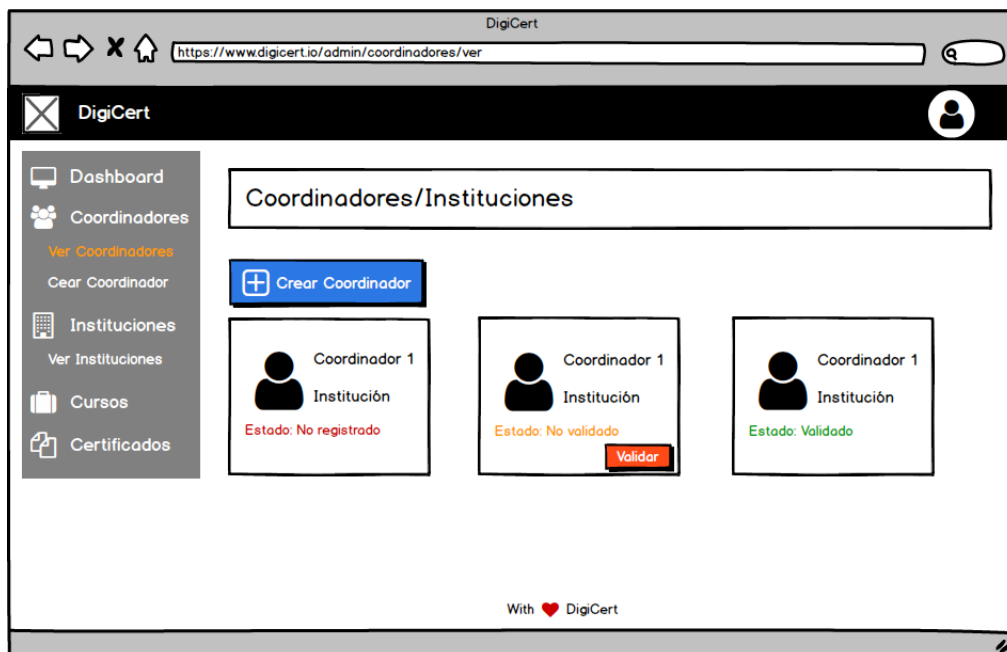 DigiCert
https://www.digicert.io/admin/coordinadores/ver
DigiCert
Dashboard
Coordinadores
Ver Coordinadores
Cear Coordinador
Instituciones
Ver Instituciones
Cursos
Certificados
Coordinadores/Instituciones
Crear Coordinador
Coordinador 1
Institución
Estado: No registrado
Coordinador 1
Institución
Estado: No validado
Validar
Coordinador 1
Institución
Estado: Validado
With DigiCert